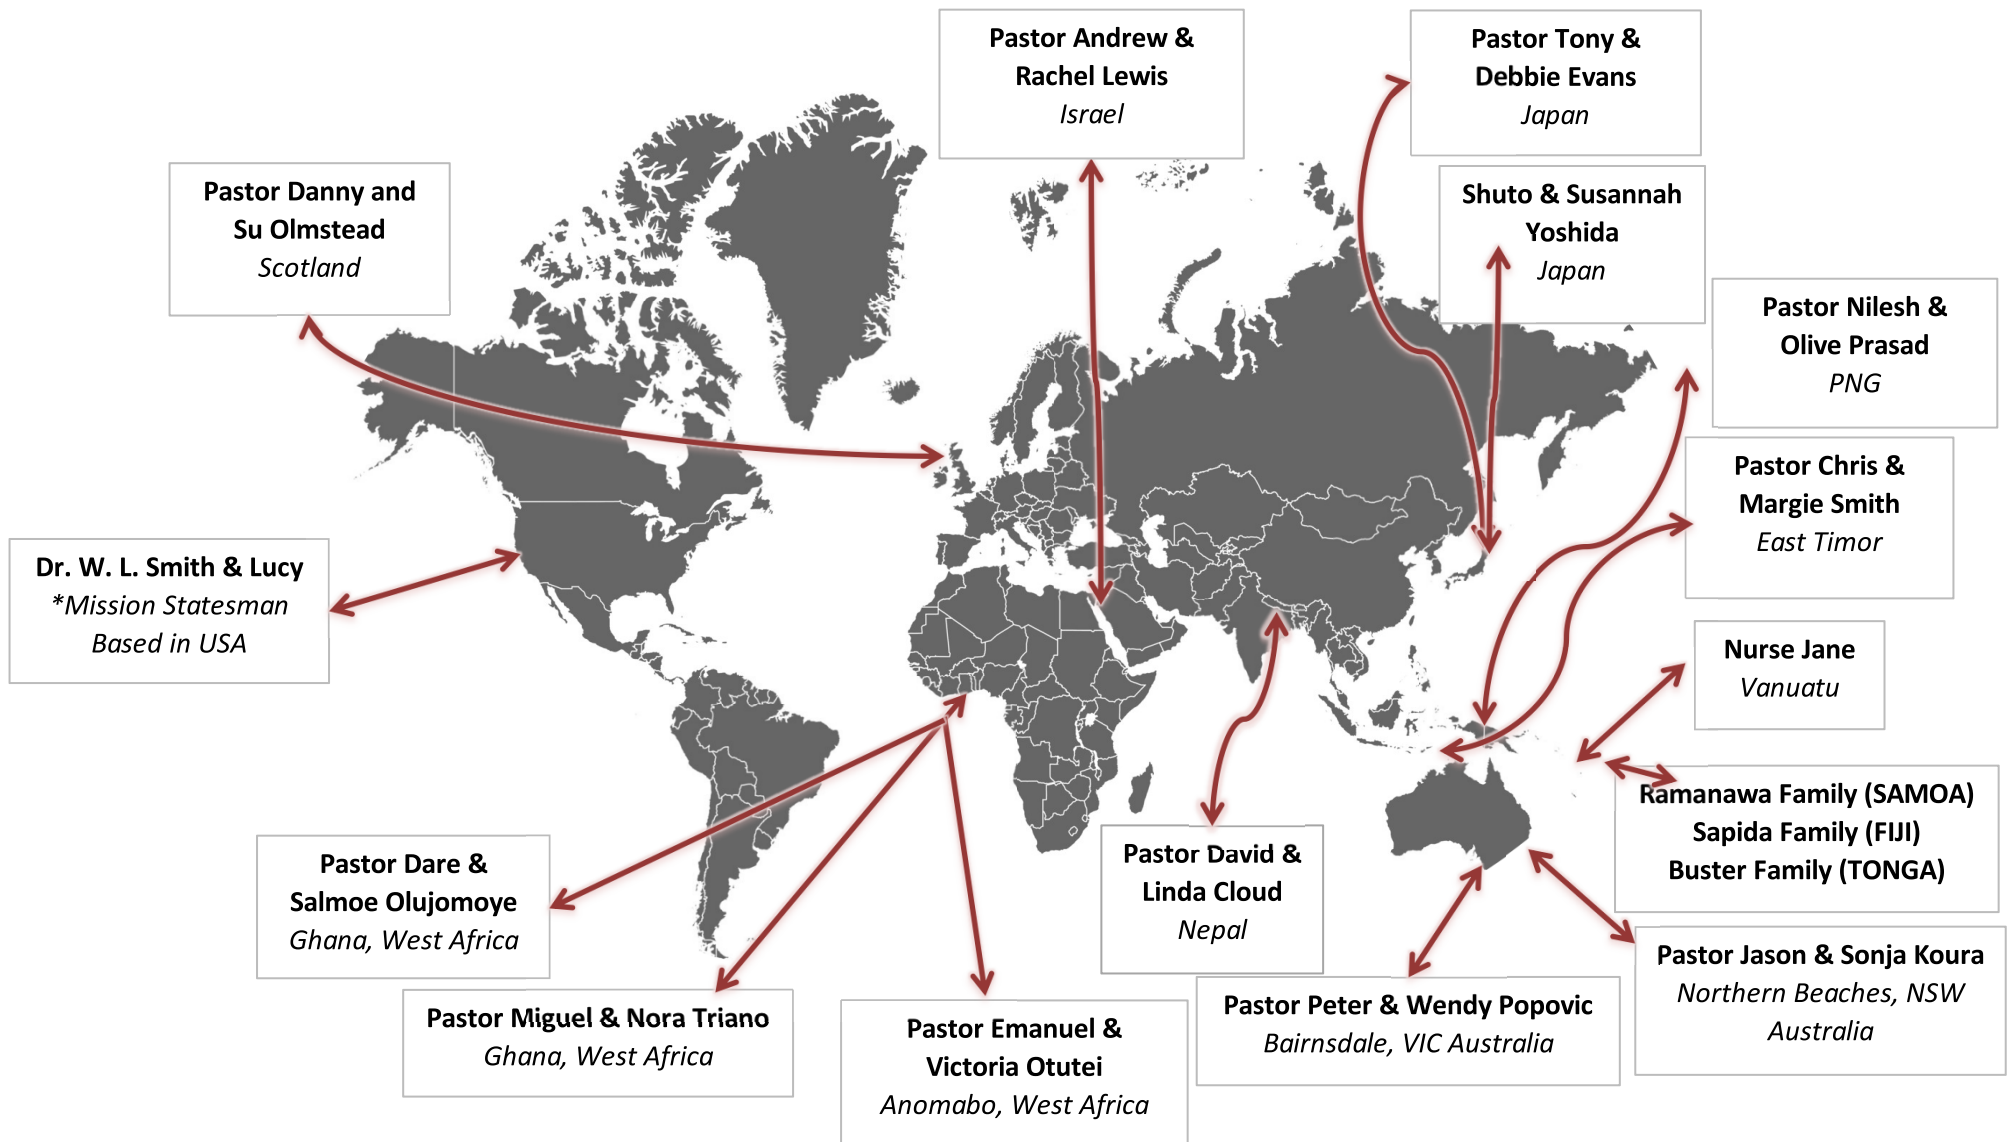 Pastor Andrew &
Rachel Lewis
Israel
Pastor Tony &
Debbie Evans
Japan
Pastor Danny and
Su Olmstead
Scotland
Shuto & Susannah
Yoshida
Japan
Pastor Nilesh &
Olive Prasad
PNG
Pastor Chris &
Margie Smith
East Timor
Dr. W. L. Smith & Lucy
*Mission Statesman
Based in USA
Nurse Jane
Vanuatu
Ramanawa Family (SAMOA)
Sapida Family (FIJI)
Buster Family (TONGA)
Pastor Dare &
Salmoe Olujomoye
Ghana, West Africa
Pastor David &
Linda Cloud
Nepal
Pastor Jason & Sonja Koura
Northern Beaches, NSW
Australia
Pastor Miguel & Nora Triano
Ghana, West Africa
Pastor Emanuel &
Victoria Otutei
Anomabo, West Africa
Pastor Peter & Wendy Popovic
Bairnsdale, VIC Australia